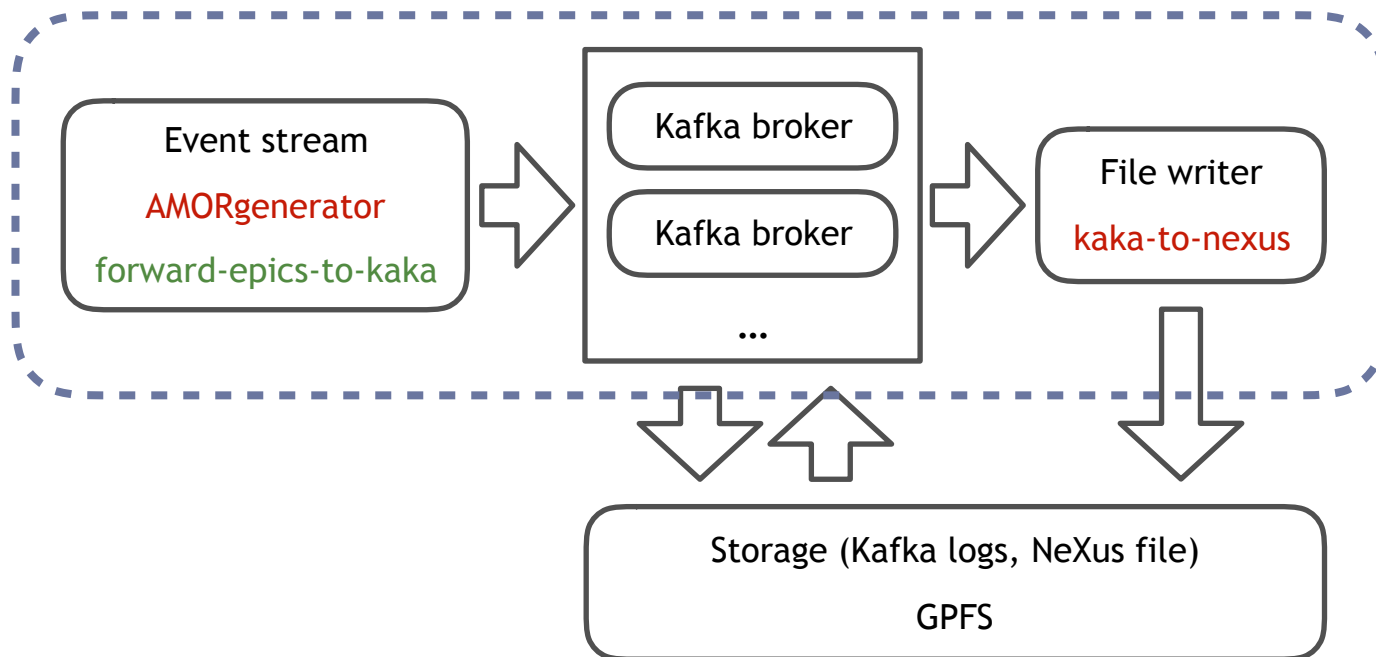 Event stream
AMORgenerator
forward-epics-to-kaka
Kafka broker
Kafka broker
...
File writer
kaka-to-nexus
Storage (Kafka logs, NeXus file)
GPFS